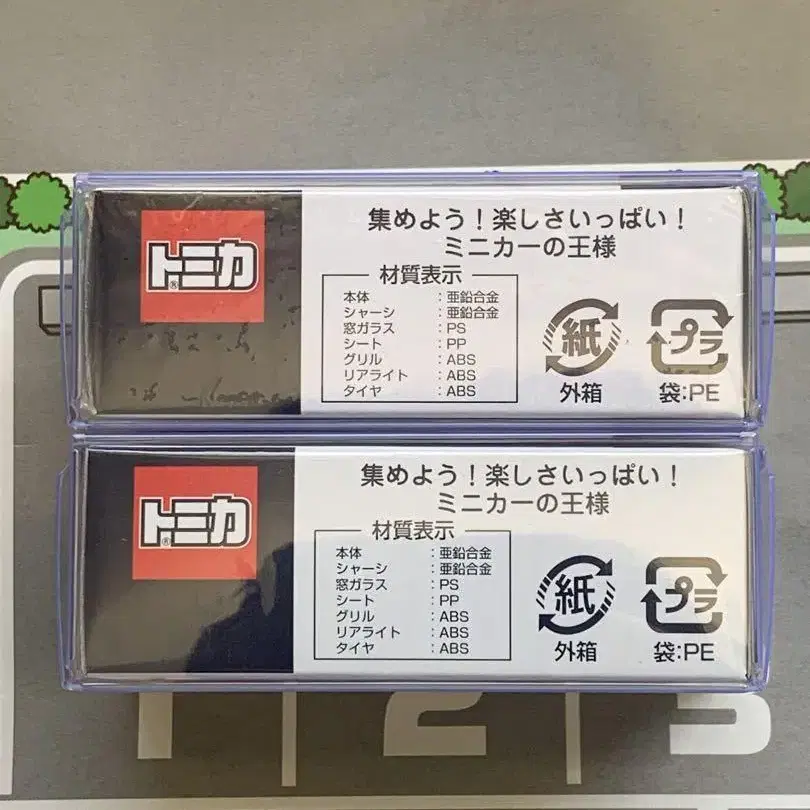 トミカ®
集めよう！楽しさいっぱい！
ミニカーの王様
材質表示
本体：亜鉛合金
シャーシ：亜鉛合金
窓ガラス：PS
シート：PP
グリル：ABS
リアライト：ABS
タイヤ：ABS
紙
外箱
プラ
袋：PE
トミカ®
集めよう！楽しさいっぱい！
ミニカーの王様
材質表示
本体：亜鉛合金
シャーシ：亜鉛合金
窓ガラス：PS
シート：PP
グリル：ABS
リアライト：ABS
タイヤ：ABS
紙
外箱
プラ
袋：PE
1 2 3